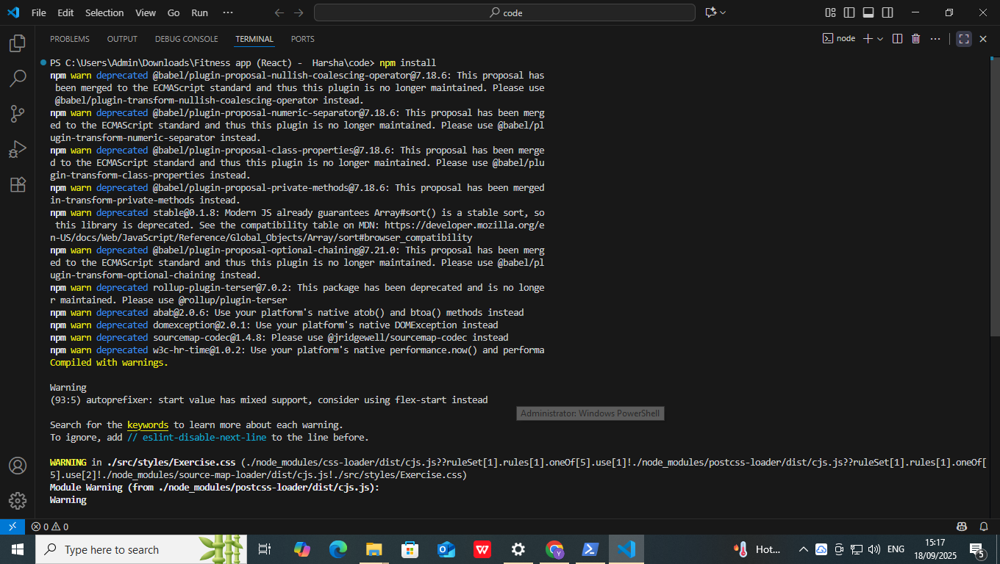 File Edit Selection View Go Run ···
code
PROBLEMS OUTPUT DEBUG CONSOLE TERMINAL PORTS
node
PS C:\Users\Admin\Downloads\Fitness app (React) -  Harsha\code> npm install
npm warn deprecated @babel/plugin-proposal-nullish-coalescing-operator@7.18.6: This proposal has
been merged to the ECMAScript standard and thus this plugin is no longer maintained. Please use
@babel/plugin-transform-nullish-coalescing-operator instead.
npm warn deprecated @babel/plugin-proposal-numeric-separator@7.18.6: This proposal has been merg
ed to the ECMAScript standard and thus this plugin is no longer maintained. Please use @babel/pl
ugin-transform-numeric-separator instead.
npm warn deprecated @babel/plugin-proposal-class-properties@7.18.6: This proposal has been merge
d to the ECMAScript standard and thus this plugin is no longer maintained. Please use @babel/plu
gin-transform-class-properties instead.
npm warn deprecated @babel/plugin-proposal-private-methods@7.18.6: This proposal has been merged
in-transform-private-methods instead.
npm warn deprecated stable@0.1.8: Modern JS already guarantees Array#sort() is a stable sort, so
this library is deprecated. See the compatibility table on MDN: https://developer.mozilla.org/e
n-US/docs/Web/JavaScript/Reference/Global_Objects/Array/sort#browser_compatibility
npm warn deprecated @babel/plugin-proposal-optional-chaining@7.21.0: This proposal has been merg
ed to the ECMAScript standard and thus this plugin is no longer maintained. Please use @babel/pl
ugin-transform-optional-chaining instead.
npm warn deprecated rollup-plugin-terser@7.0.2: This package has been deprecated and is no longe
r maintained. Please use @rollup/plugin-terser
npm warn deprecated abab@2.0.6: Use your platform's native atob() and btoa() methods instead
npm warn deprecated domexception@2.0.1: Use your platform's native DOMException instead
npm warn deprecated sourcemap-codec@1.4.8: Please use @jridgewell/sourcemap-codec instead
npm warn deprecated w3c-hr-time@1.0.2: Use your platform's native performance.now() and performa
Compiled with warnings.
Warning
(93:5) autoprefixer: start value has mixed support, consider using flex-start instead
Administrator: Windows PowerShell
Search for the keywords to learn more about each warning.
To ignore, add // eslint-disable-next-line to the line before.
WARNING in ./src/styles/Exercise.css (./node_modules/css-loader/dist/cjs.js??ruleSet[1].rules[1].oneOf[5].use[1]!./node_modules/postcss-loader/dist/cjs.js??ruleSet[1].rules[1].oneOf[
5].use[2]!./node_modules/source-map-loader/dist/cjs.js!./src/styles/Exercise.css)
Module Warning (from ./node_modules/postcss-loader/dist/cjs.js):
Warning
0 0
Type here to search
W
Y
Hot...
ENG
15:17
18/09/2025
5